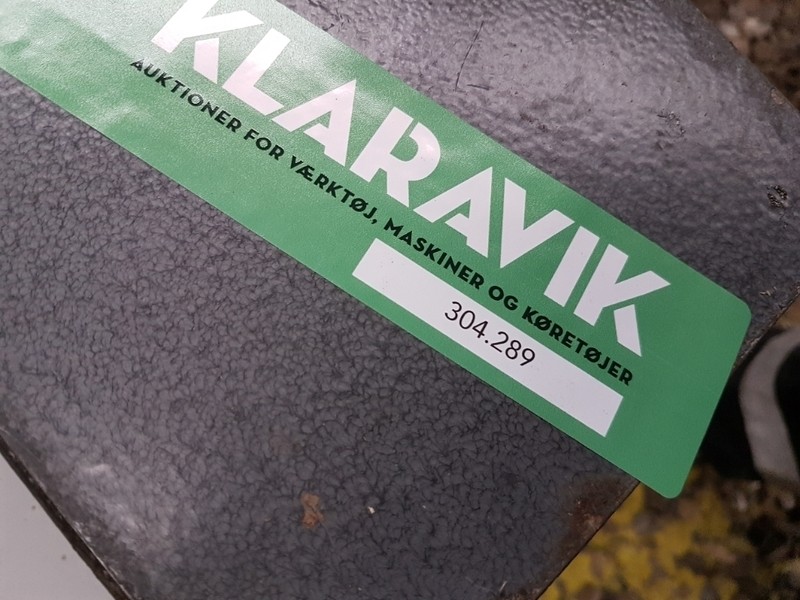 KLARAVIK
AUKTIONER FOR VÆRKTØJ, MASKINER OG KØRETØJER
304.289